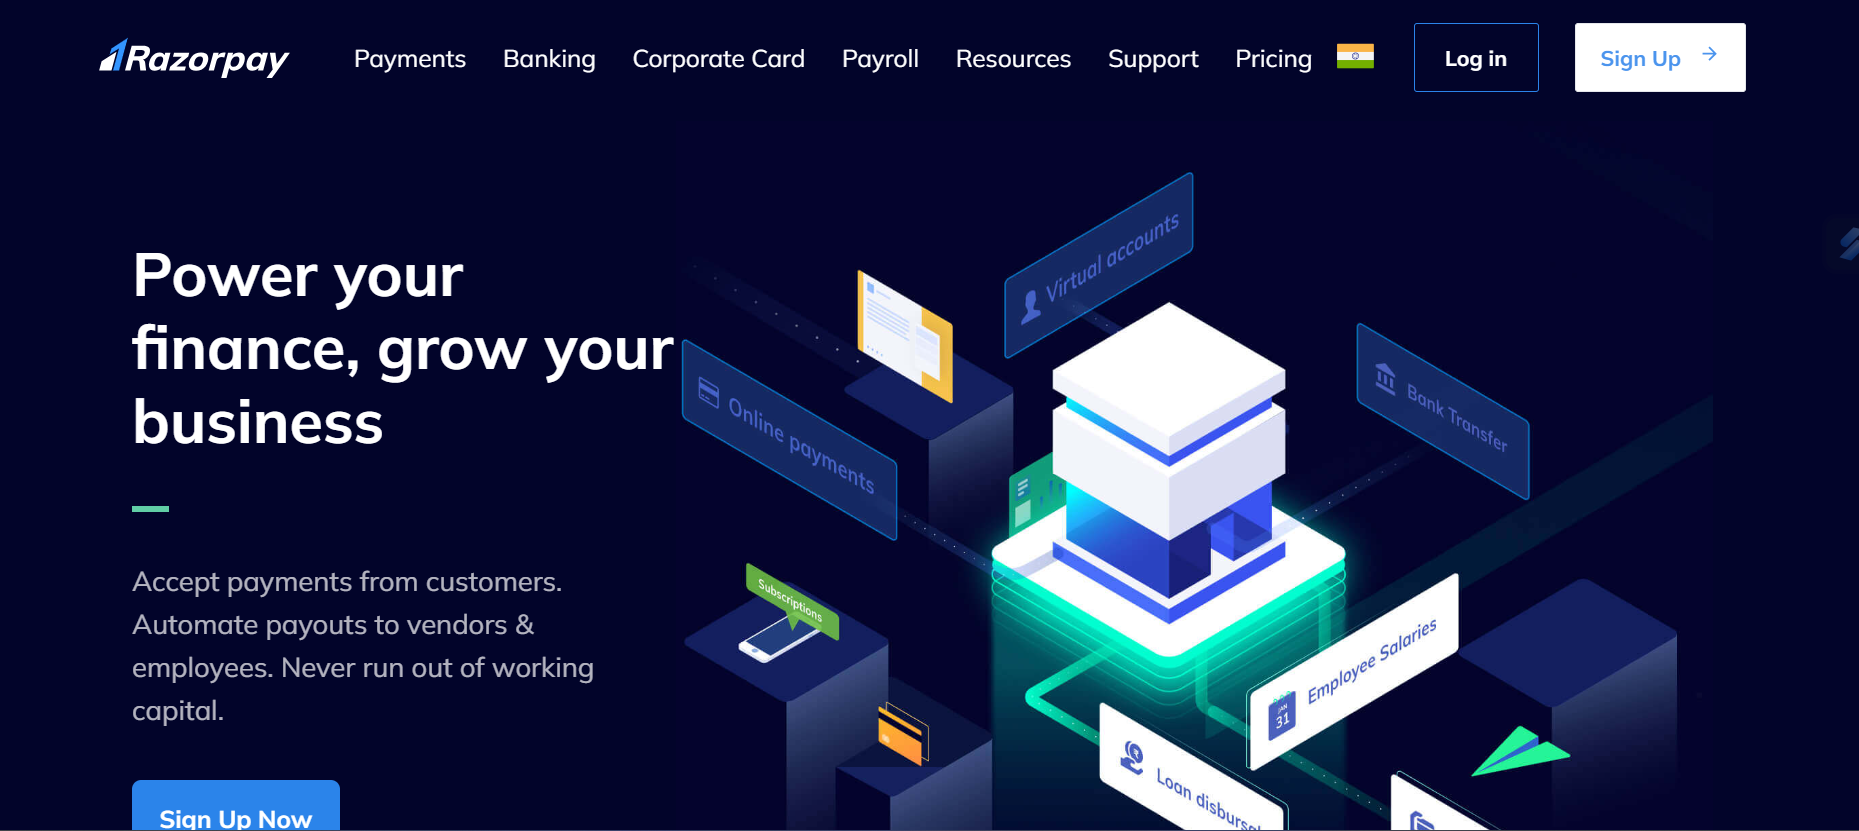 Razorpay
Payments
Banking
Corporate Card
Payroll
Resources
Support
Pricing
Log in
Sign Up
Power your
finance, grow your
business
Accept payments from customers.
Automate payouts to vendors &
employees. Never run out of working
capital.
Sign Up Now
Virtual accounts
Online payments
Bank Transfer
Subscriptions
Employee Salaries
JAN
31
Loan